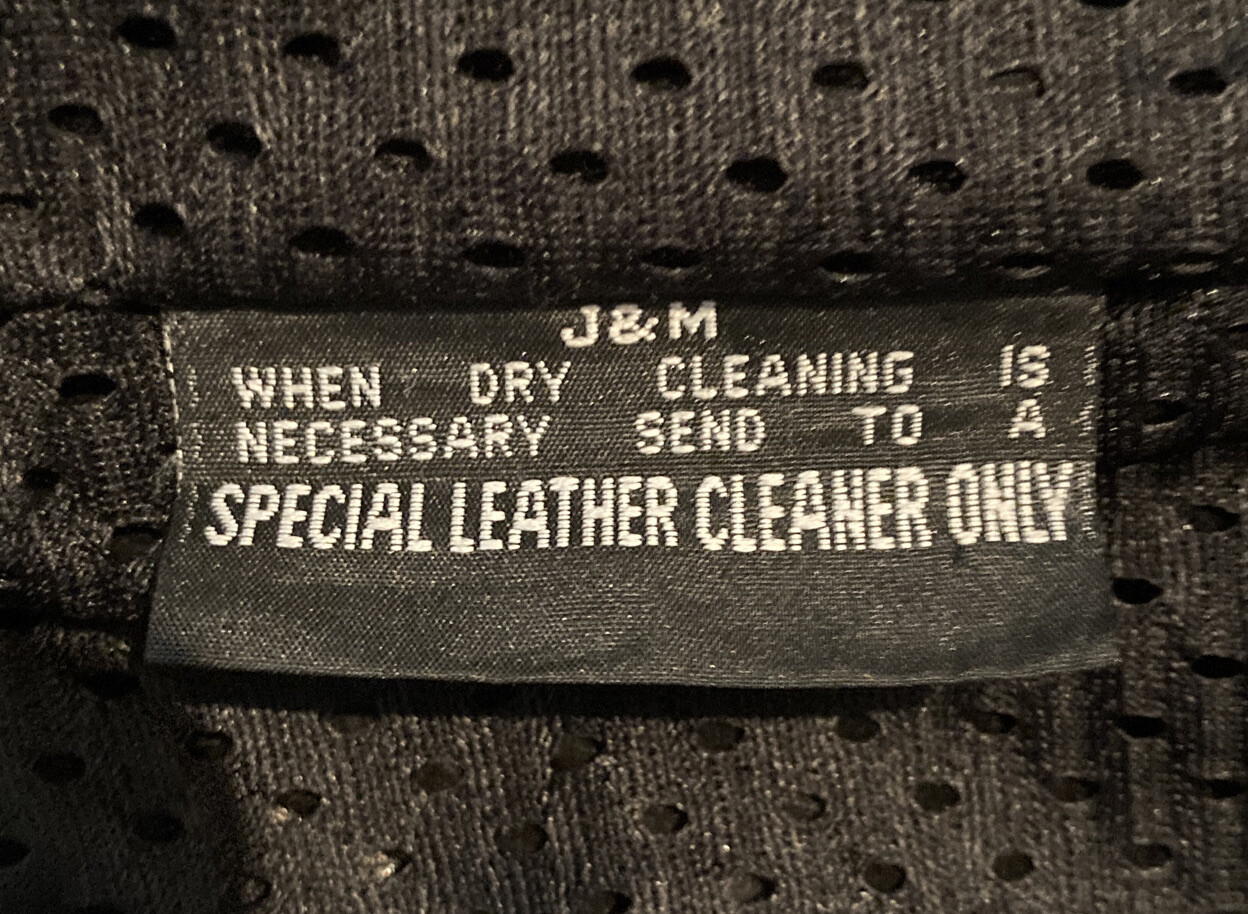 J&M
WHEN DRY CLEANING IS
NECESSARY SEND TO A
SPECIAL LEATHER CLEANER ONLY